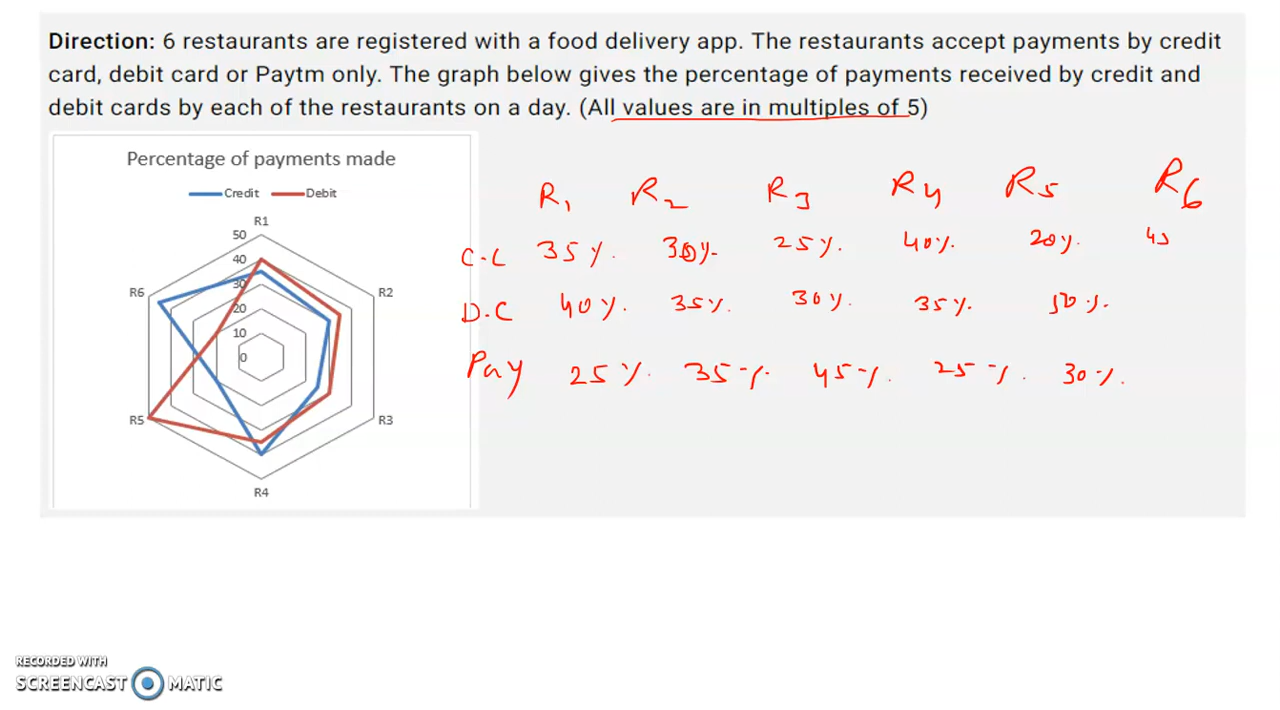 Direction: 6 restaurants are registered with a food delivery app. The restaurants accept payments by credit
card, debit card or Paytm only. The graph below gives the percentage of payments received by credit and
debit cards by each of the restaurants on a day. (All values are in multiples of 5)
Percentage of payments made
Credit Debit
R1
50
40
30
20
10
0
R6
R2
R5
R3
R4
R1 R2 R3 R4 R5 R6
C.C 35% 30% 25% 40% 20% 45
D.C 40% 35% 30% 35% 50%
Pay 25% 35% 45% 25% 30%
RECORDED WITH
SCREENCAST MATIC